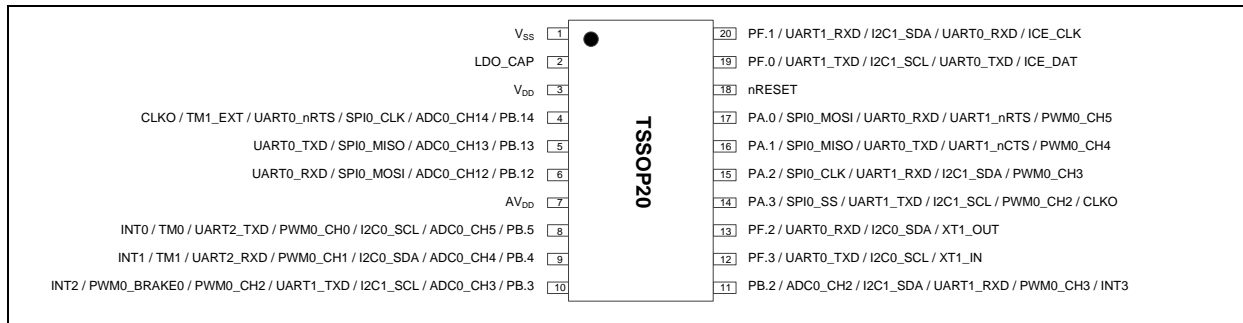 V_SS 1 20 PF.1 / UART1_RXD / I2C1_SDA / UART0_RXD / ICE_CLK
LDO_CAP 2 19 PF.0 / UART1_TXD / I2C1_SCL / UART0_TXD / ICE_DAT
V_DD 3 18 nRESET
CLKO / TM1_EXT / UART0_nRTS / SPI0_CLK / ADC0_CH14 / PB.14 4 17 PA.0 / SPI0_MOSI / UART0_RXD / UART1_nRTS / PWM0_CH5
UART0_TXD / SPI0_MISO / ADC0_CH13 / PB.13 5 16 PA.1 / SPI0_MISO / UART0_TXD / UART1_nCTS / PWM0_CH4
UART0_RXD / SPI0_MOSI / ADC0_CH12 / PB.12 6 15 PA.2 / SPI0_CLK / UART1_RXD / I2C1_SDA / PWM0_CH3
AV_DD 7 14 PA.3 / SPI0_SS / UART1_TXD / I2C1_SCL / PWM0_CH2 / CLKO
INT0 / TM0 / UART2_TXD / PWM0_CH0 / I2C0_SCL / ADC0_CH5 / PB.5 8 13 PF.2 / UART0_RXD / I2C0_SDA / XT1_OUT
INT1 / TM1 / UART2_RXD / PWM0_CH1 / I2C0_SDA / ADC0_CH4 / PB.4 9 12 PF.3 / UART0_TXD / I2C0_SCL / XT1_IN
INT2 / PWM0_BRAKE0 / PWM0_CH2 / UART1_TXD / I2C1_SCL / ADC0_CH3 / PB.3 10 11 PB.2 / ADC0_CH2 / I2C1_SDA / UART1_RXD / PWM0_CH3 / INT3
TSSOP20